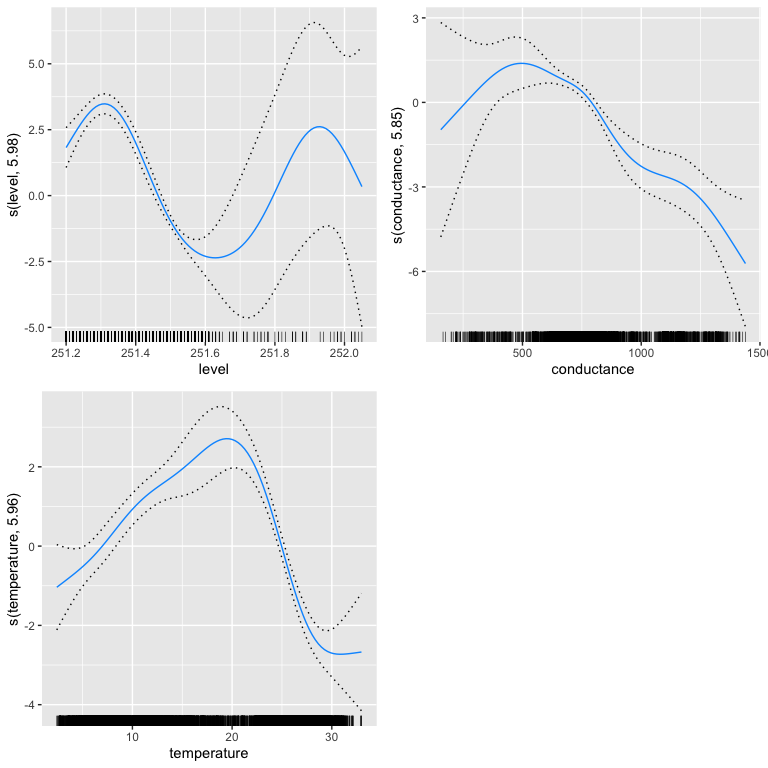 s(level, 5.98)
5.0
2.5
0.0
-2.5
-5.0
251.2 251.4 251.6 251.8 252.0
level
s(conductance, 5.85)
3
0
-3
-6
500 1000 1500
conductance
s(temperature, 5.96)
2
0
-2
-4
10 20 30
temperature